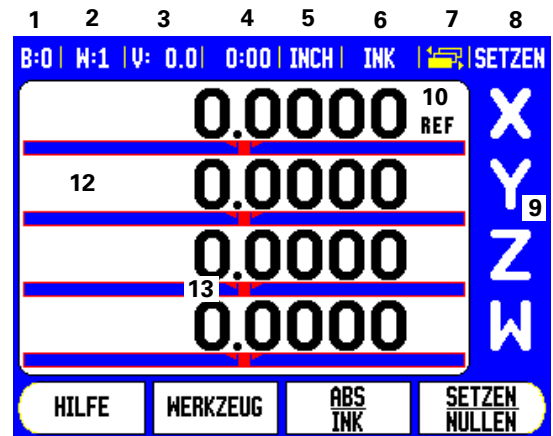 1 2 3 4 5 6 7 8
B:0 | W:1 | V: 0.0 | 0:00 | INCH | INK | SETZEN
0.0000 10 REF X
12 0.0000 Y 9
0.0000 Z
13
0.0000 W
HILFE WERKZEUG ABS INK SETZEN NULLEN